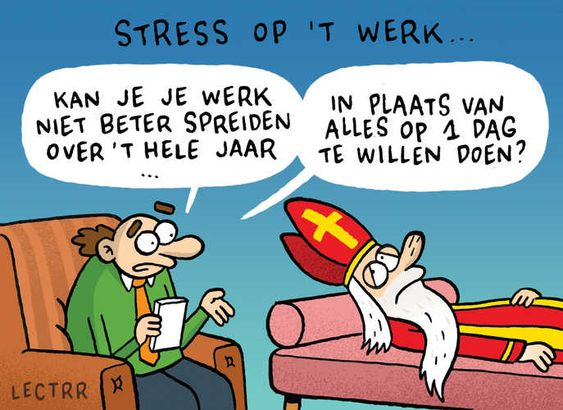 STRESS OP 'T WERK...
KAN JE JE WERK
NIET BETER SPREIDEN
OVER 'T HELE JAAR
...
IN PLAATS VAN
ALLES OP 1 DAG
TE WILLEN DOEN?
LECTRR